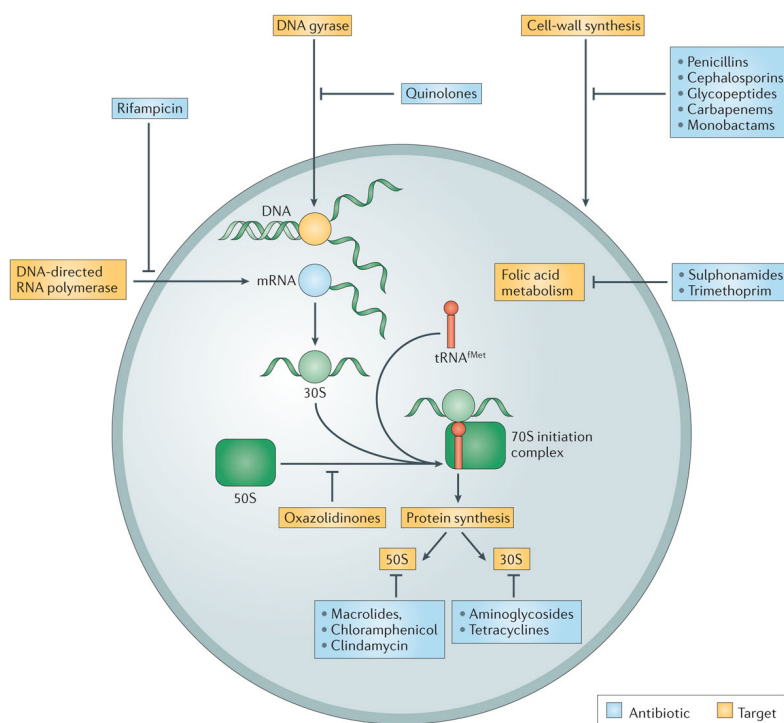 DNA gyrase
Cell-wall synthesis
Quinolones
• Penicillins
• Cephalosporins
• Glycopeptides
• Carbapenems
• Monobactams
Rifampicin
DNA
DNA-directed
RNA polymerase
mRNA
Folic acid
metabolism
• Sulphonamides
• Trimethoprim
tRNAfMet
30S
70S initiation
complex
50S
Oxazolidinones
Protein synthesis
50S
30S
• Macrolides,
• Chloramphenicol
• Clindamycin
• Aminoglycosides
• Tetracyclines
Antibiotic
Target